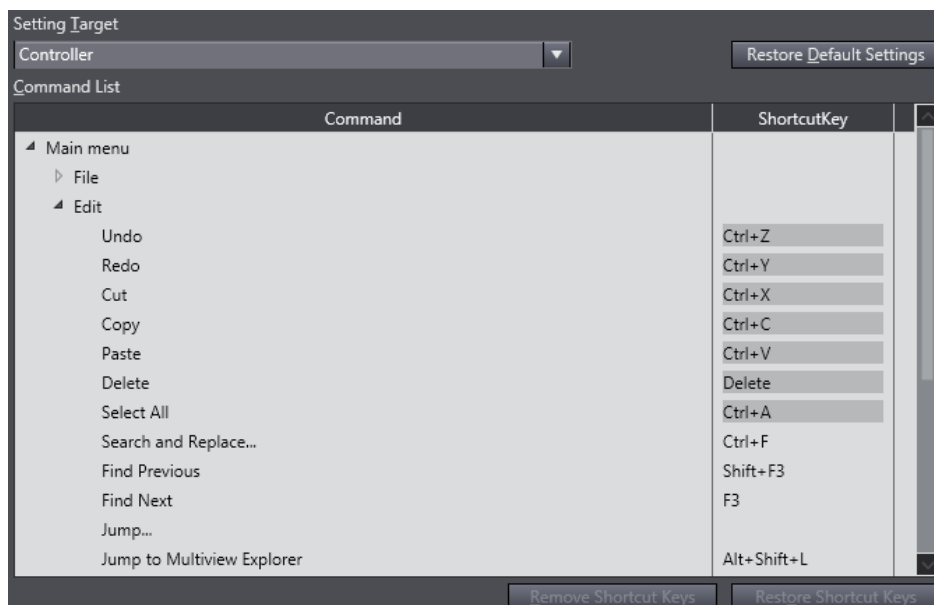 Setting Target
Controller
Restore Default Settings
Command List
Command ShortcutKey
Main menu
File
Edit
Undo Ctrl+Z
Redo Ctrl+Y
Cut Ctrl+X
Copy Ctrl+C
Paste Ctrl+V
Delete Delete
Select All Ctrl+A
Search and Replace... Ctrl+F
Find Previous Shift+F3
Find Next F3
Jump...
Jump to Multiview Explorer Alt+Shift+L
Remove Shortcut Keys Restore Shortcut Keys